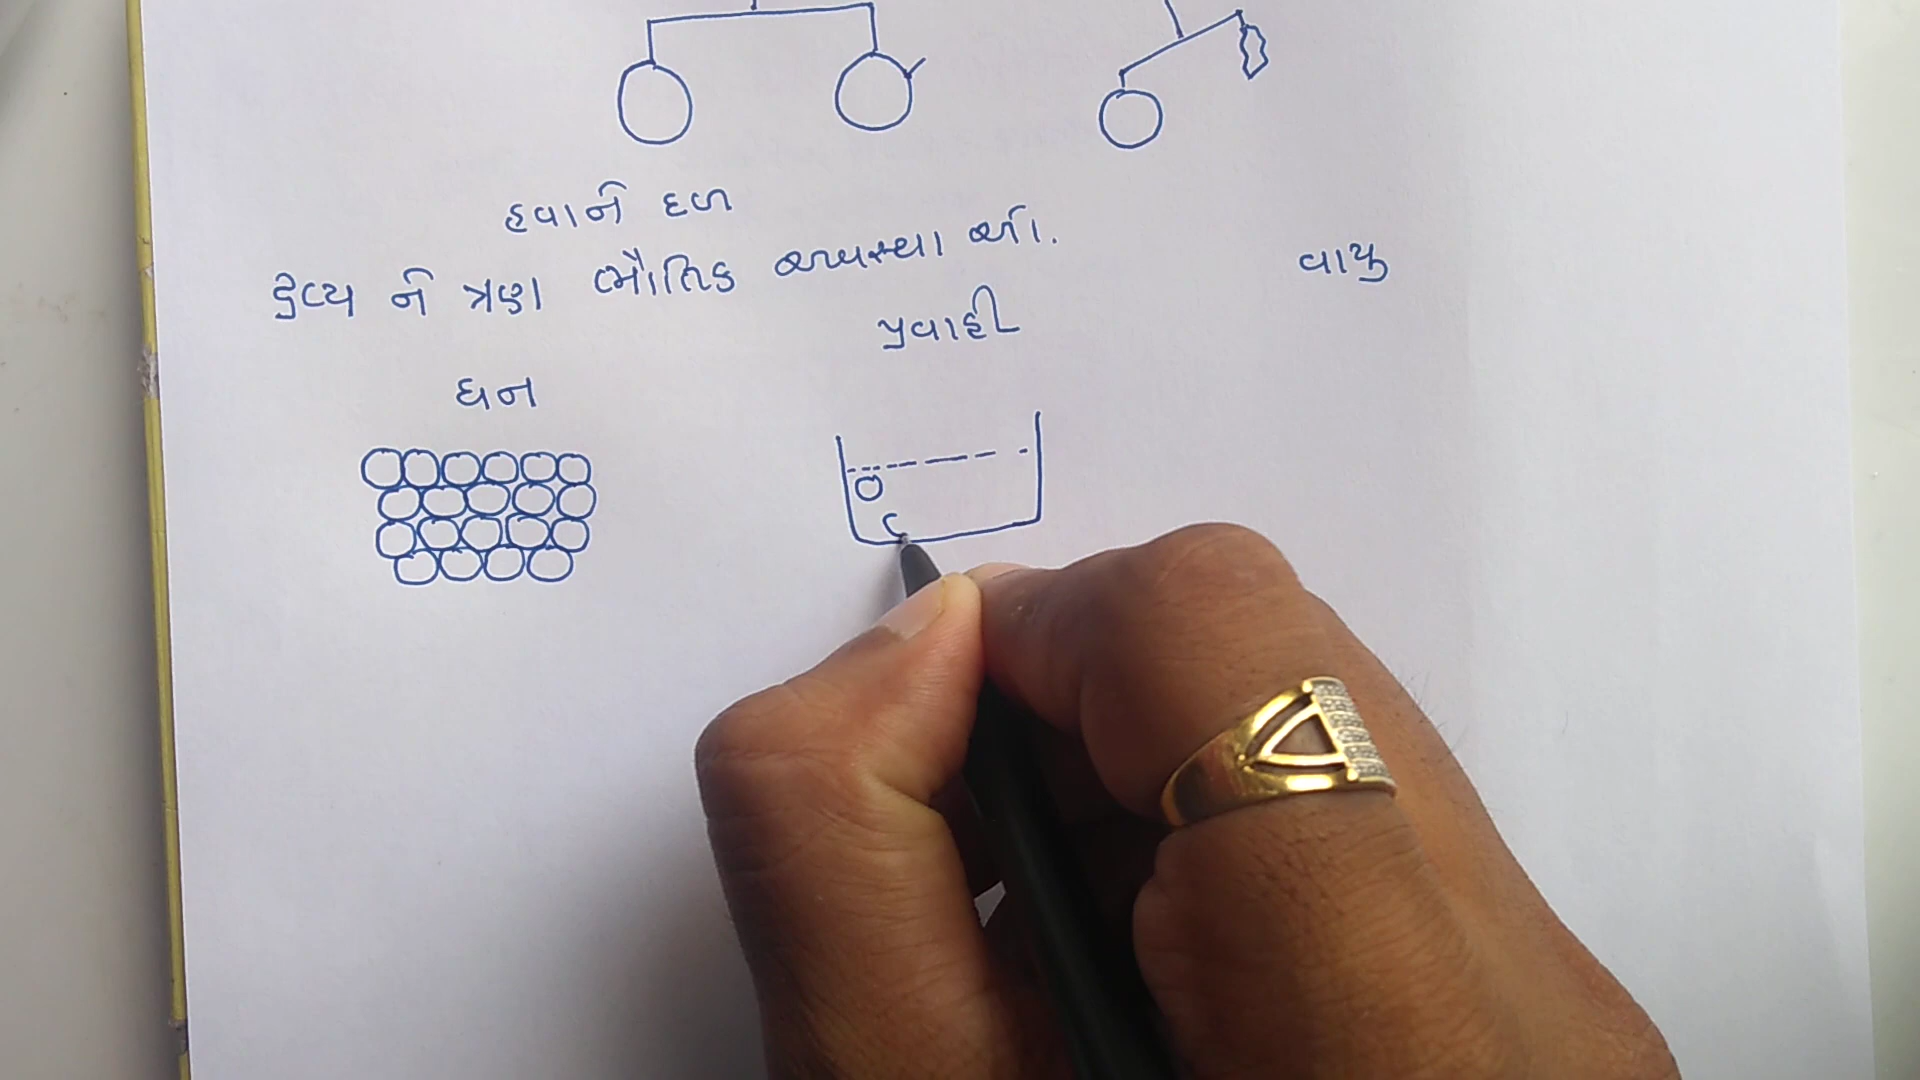 હવાને દળ
દ્રવ્ય ને ત્રણ ભૌતિક અવસ્થા ઓ.
વાયુ
પ્રવાહી
ઘન